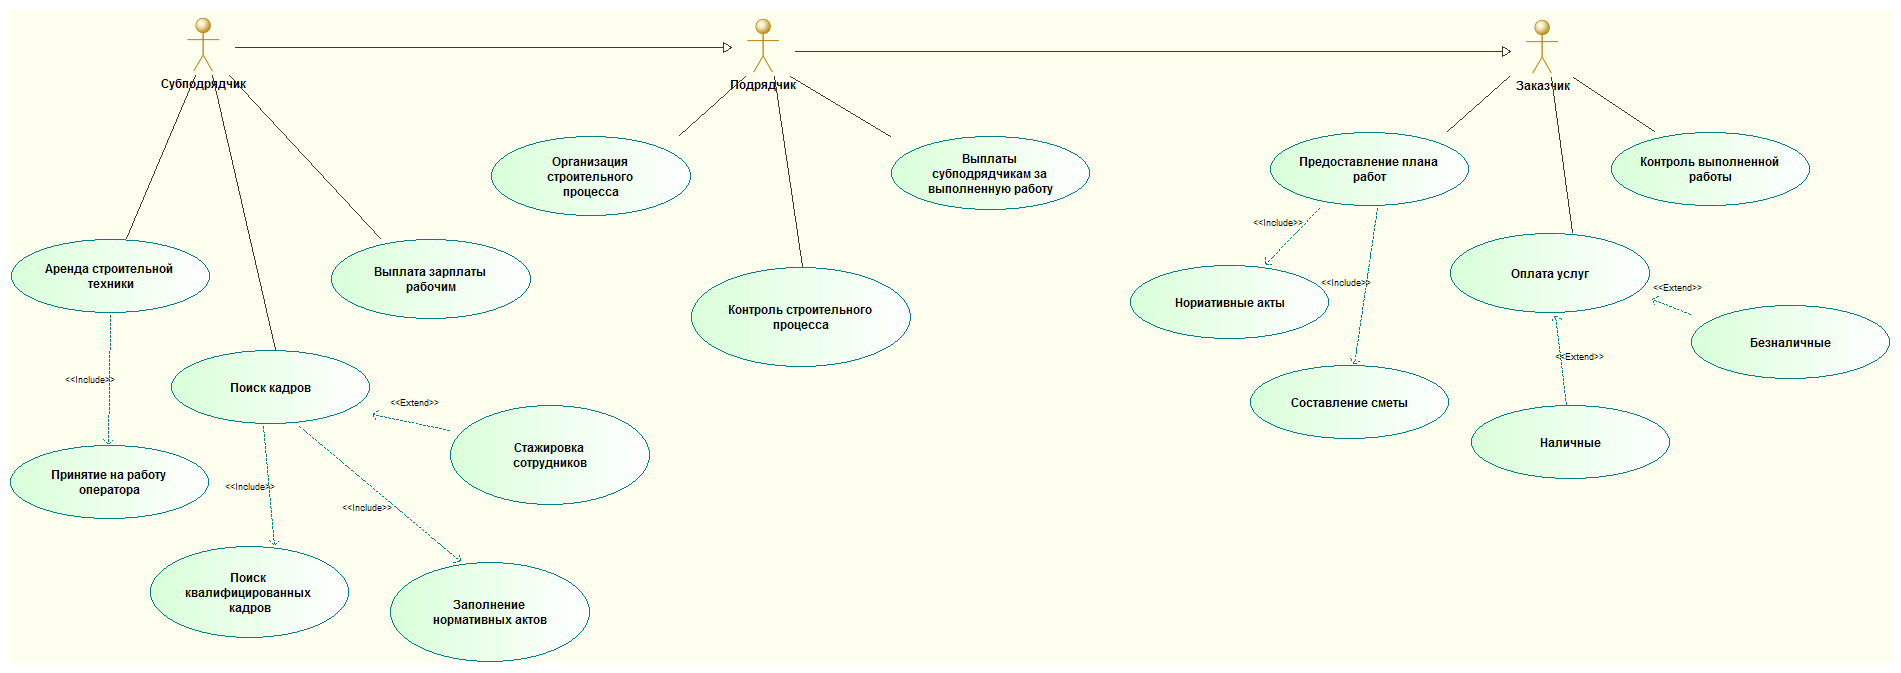 Субподрядчик
Подрядчик
Заказчик
Организация
строительного
процесса
Выплаты
субподрядчикам за
выполненную работу
Предоставление плана
работ
Контроль выполненной
работы
<<Include>>
Аренда строительной
техники
Выплата зарплаты
рабочим
Контроль строительного
процесса
Нориативные акты
<<Include>>
Оплата услуг
<<Extend>>
Безналичные
<<Extend>>
<<Include>>
Поиск кадров
<<Extend>>
Составление сметы
Наличные
Стажировка
сотрудников
Принятие на работу
оператора
<<Include>>
<<Include>>
Поиск
квалифицированных
кадров
Заполнение
нормативных актов